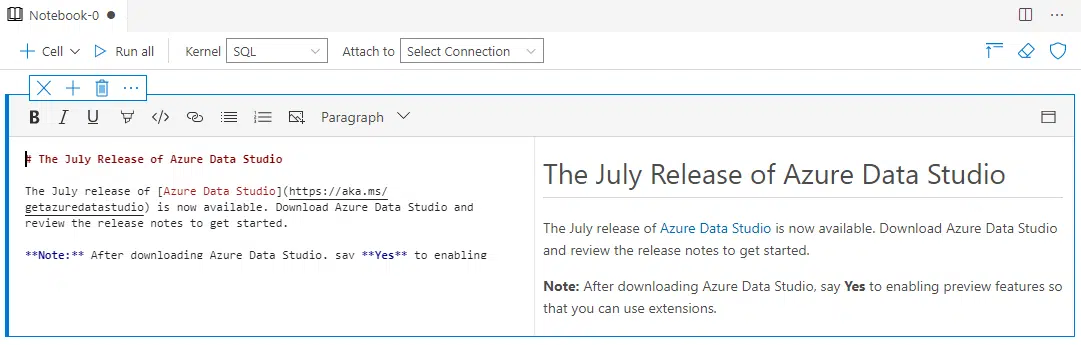 Notebook-0
Cell Run all Kernel SQL Attach to Select Connection
B I U </> Paragraph
# The July Release of Azure Data Studio
The July release of [Azure Data Studio](https://aka.ms/
getazuredatastudio) is now available. Download Azure Data Studio and
review the release notes to get started.
**Note:** After downloading Azure Data Studio, say **Yes** to enabling
The July Release of Azure Data Studio
The July release of Azure Data Studio is now available. Download Azure Data Studio
and review the release notes to get started.
Note: After downloading Azure Data Studio, say Yes to enabling preview features so
that you can use extensions.